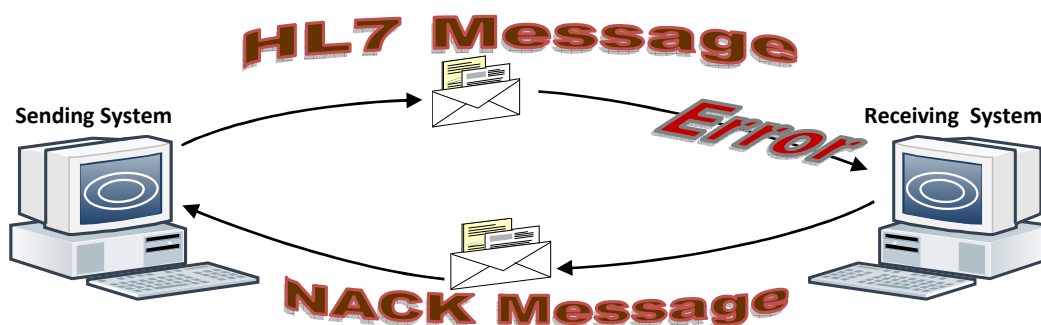 HL7 Message
Sending System
Error
Receiving System
NACK Message